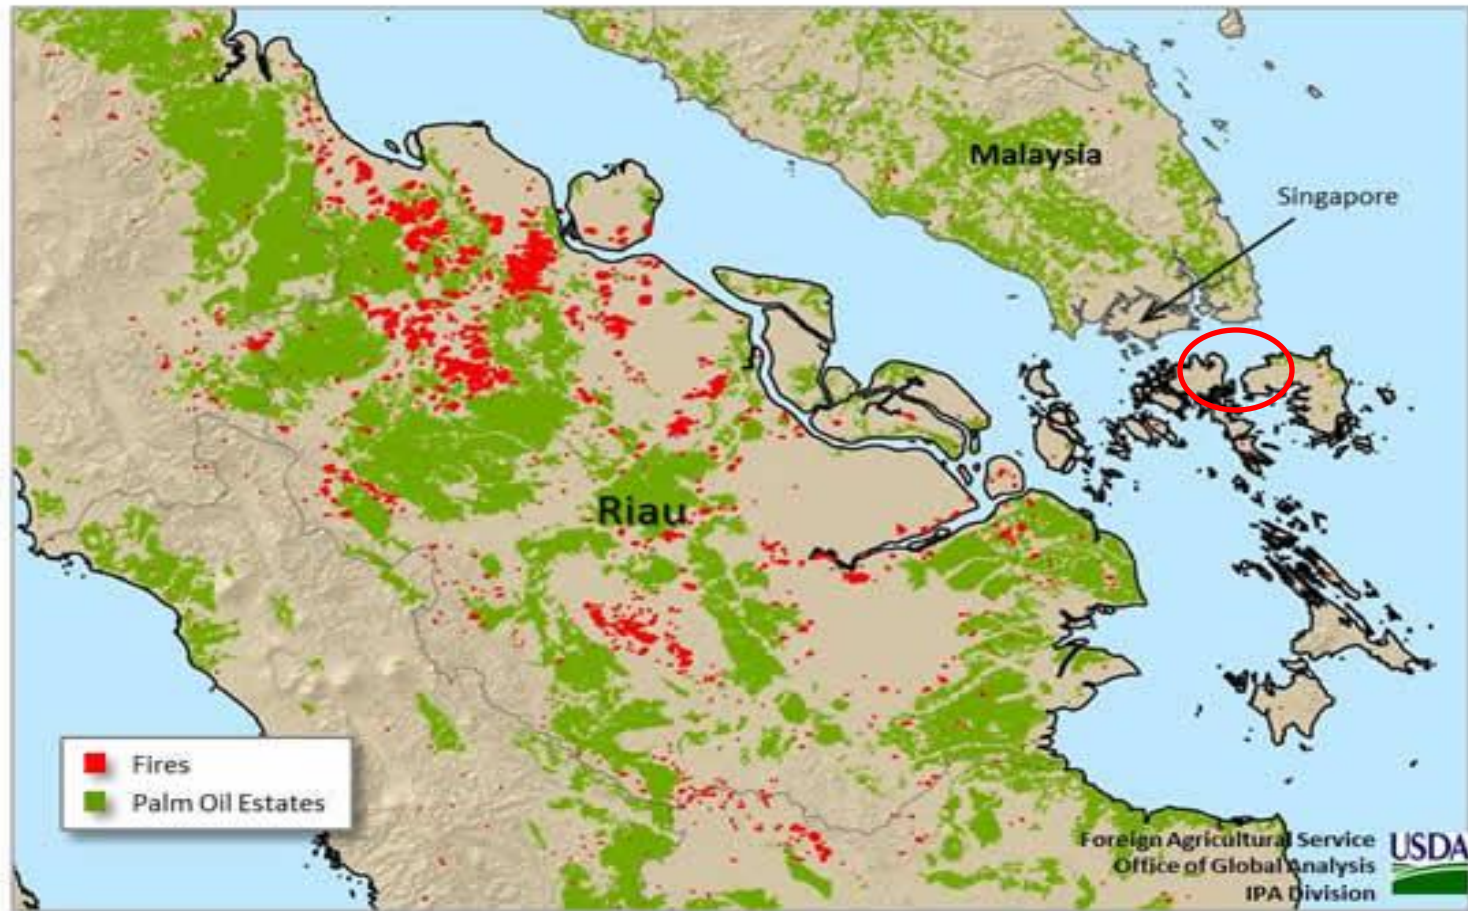 Malaysia
Singapore
Riau
Fires
Palm Oil Estates
Foreign Agricultural Service
Office of Global Analysis
IPA Division
USDA